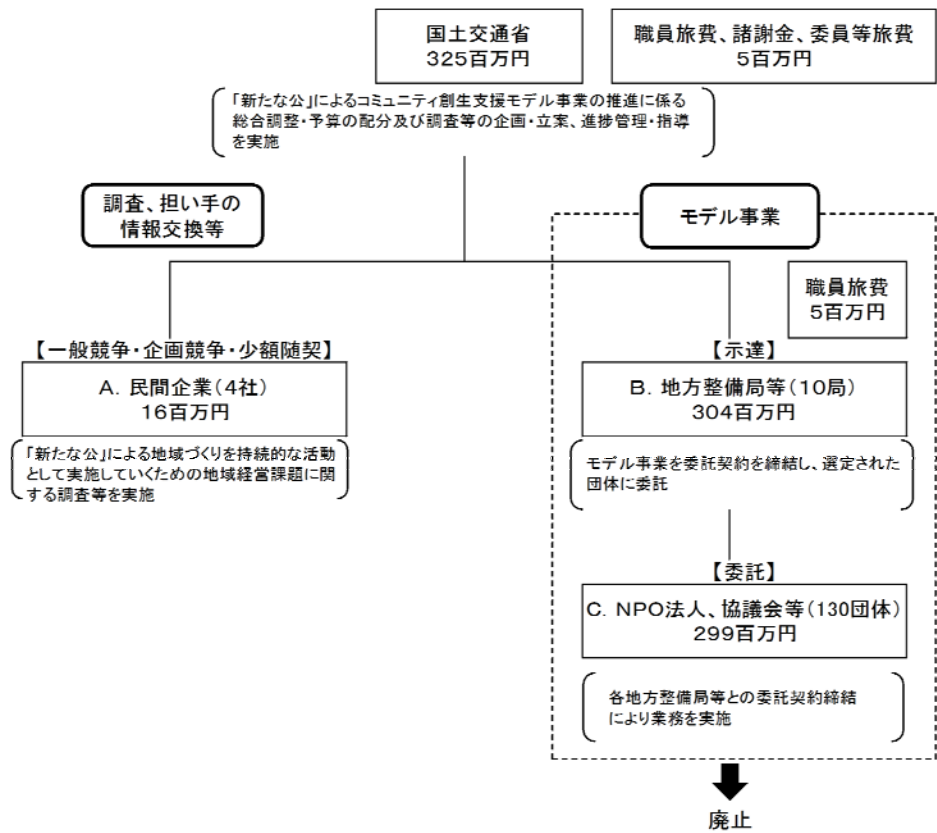 国土交通省
325百万円
職員旅費、諸謝金、委員等旅費
5百万円
「新たな公」によるコミュニティ創生支援モデル事業の推進に係る
総合調整・予算の配分及び調査等の企画・立案、進捗管理・指導
を実施
調査、担い手の
情報交換等
モデル事業
職員旅費
5百万円
【一般競争・企画競争・少額随契】
A．民間企業（4社）
16百万円
「新たな公」による地域づくりを持続的な活動
として実施していくための地域経営課題に関
する調査等を実施
【示達】
B．地方整備局等（10局）
304百万円
モデル事業を委託契約を締結し、選定された
団体に委託
【委託】
C．NPO法人、協議会等（130団体）
299百万円
各地方整備局等との委託契約締結
により業務を実施
廃止